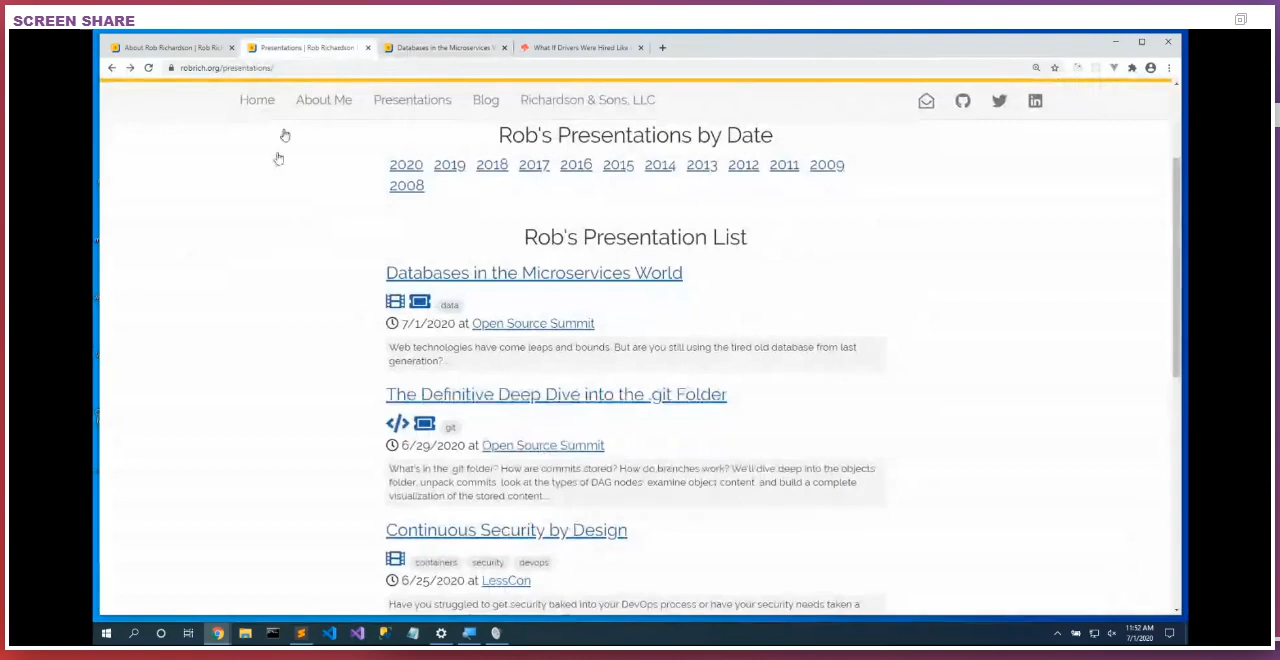 SCREEN SHARE
About Rob Richardson | Rob Ric
Presentations | Rob Richardson
Databases in the Microservices
What If Drivers Were Hired Like
robrich.org/presentations/
Home About Me Presentations Blog Richardson & Sons, LLC
Rob's Presentations by Date
2020 2019 2018 2017 2016 2015 2014 2013 2012 2011 2009
2008
Rob's Presentation List
Databases in the Microservices World
data
7/1/2020 at Open Source Summit
Web technologies have come leaps and bounds. But are you still using the tired old database from last
generation?...
The Definitive Deep Dive into the .git Folder
git
6/29/2020 at Open Source Summit
What's in the .git folder? How are commits stored? How do branches work? We'll dive deep into the objects
folder, unpack commits, look at the types of DAG nodes, examine object content, and build a complete
visualization of the stored content...
Continuous Security by Design
containers security devops
6/25/2020 at LessCon
Have you struggled to get security baked into your DevOps process or have your security needs taken a
11:52 AM
7/1/2020